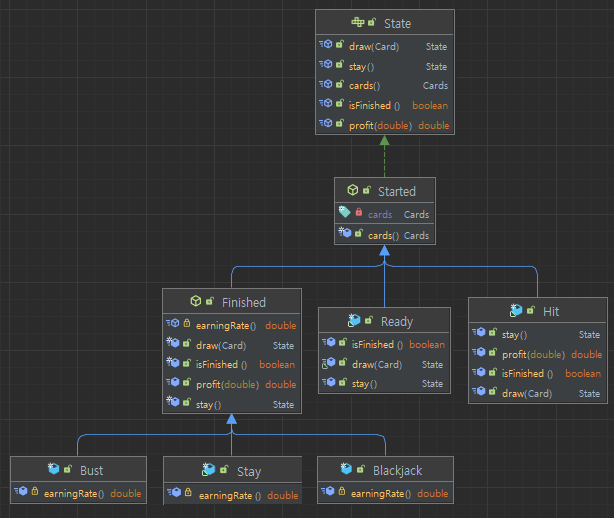 State
draw(Card) State
stay() State
cards() Cards
isFinished () boolean
profit(double) double
Started
cards Cards
cards() Cards
Finished
earningRate() double
draw(Card) State
isFinished () boolean
profit(double) double
stay() State
Ready
isFinished () boolean
draw(Card) State
stay() State
Hit
stay() State
profit(double) double
isFinished () boolean
draw(Card) State
Bust
earningRate() double
Stay
earningRate () double
Blackjack
earningRate() double